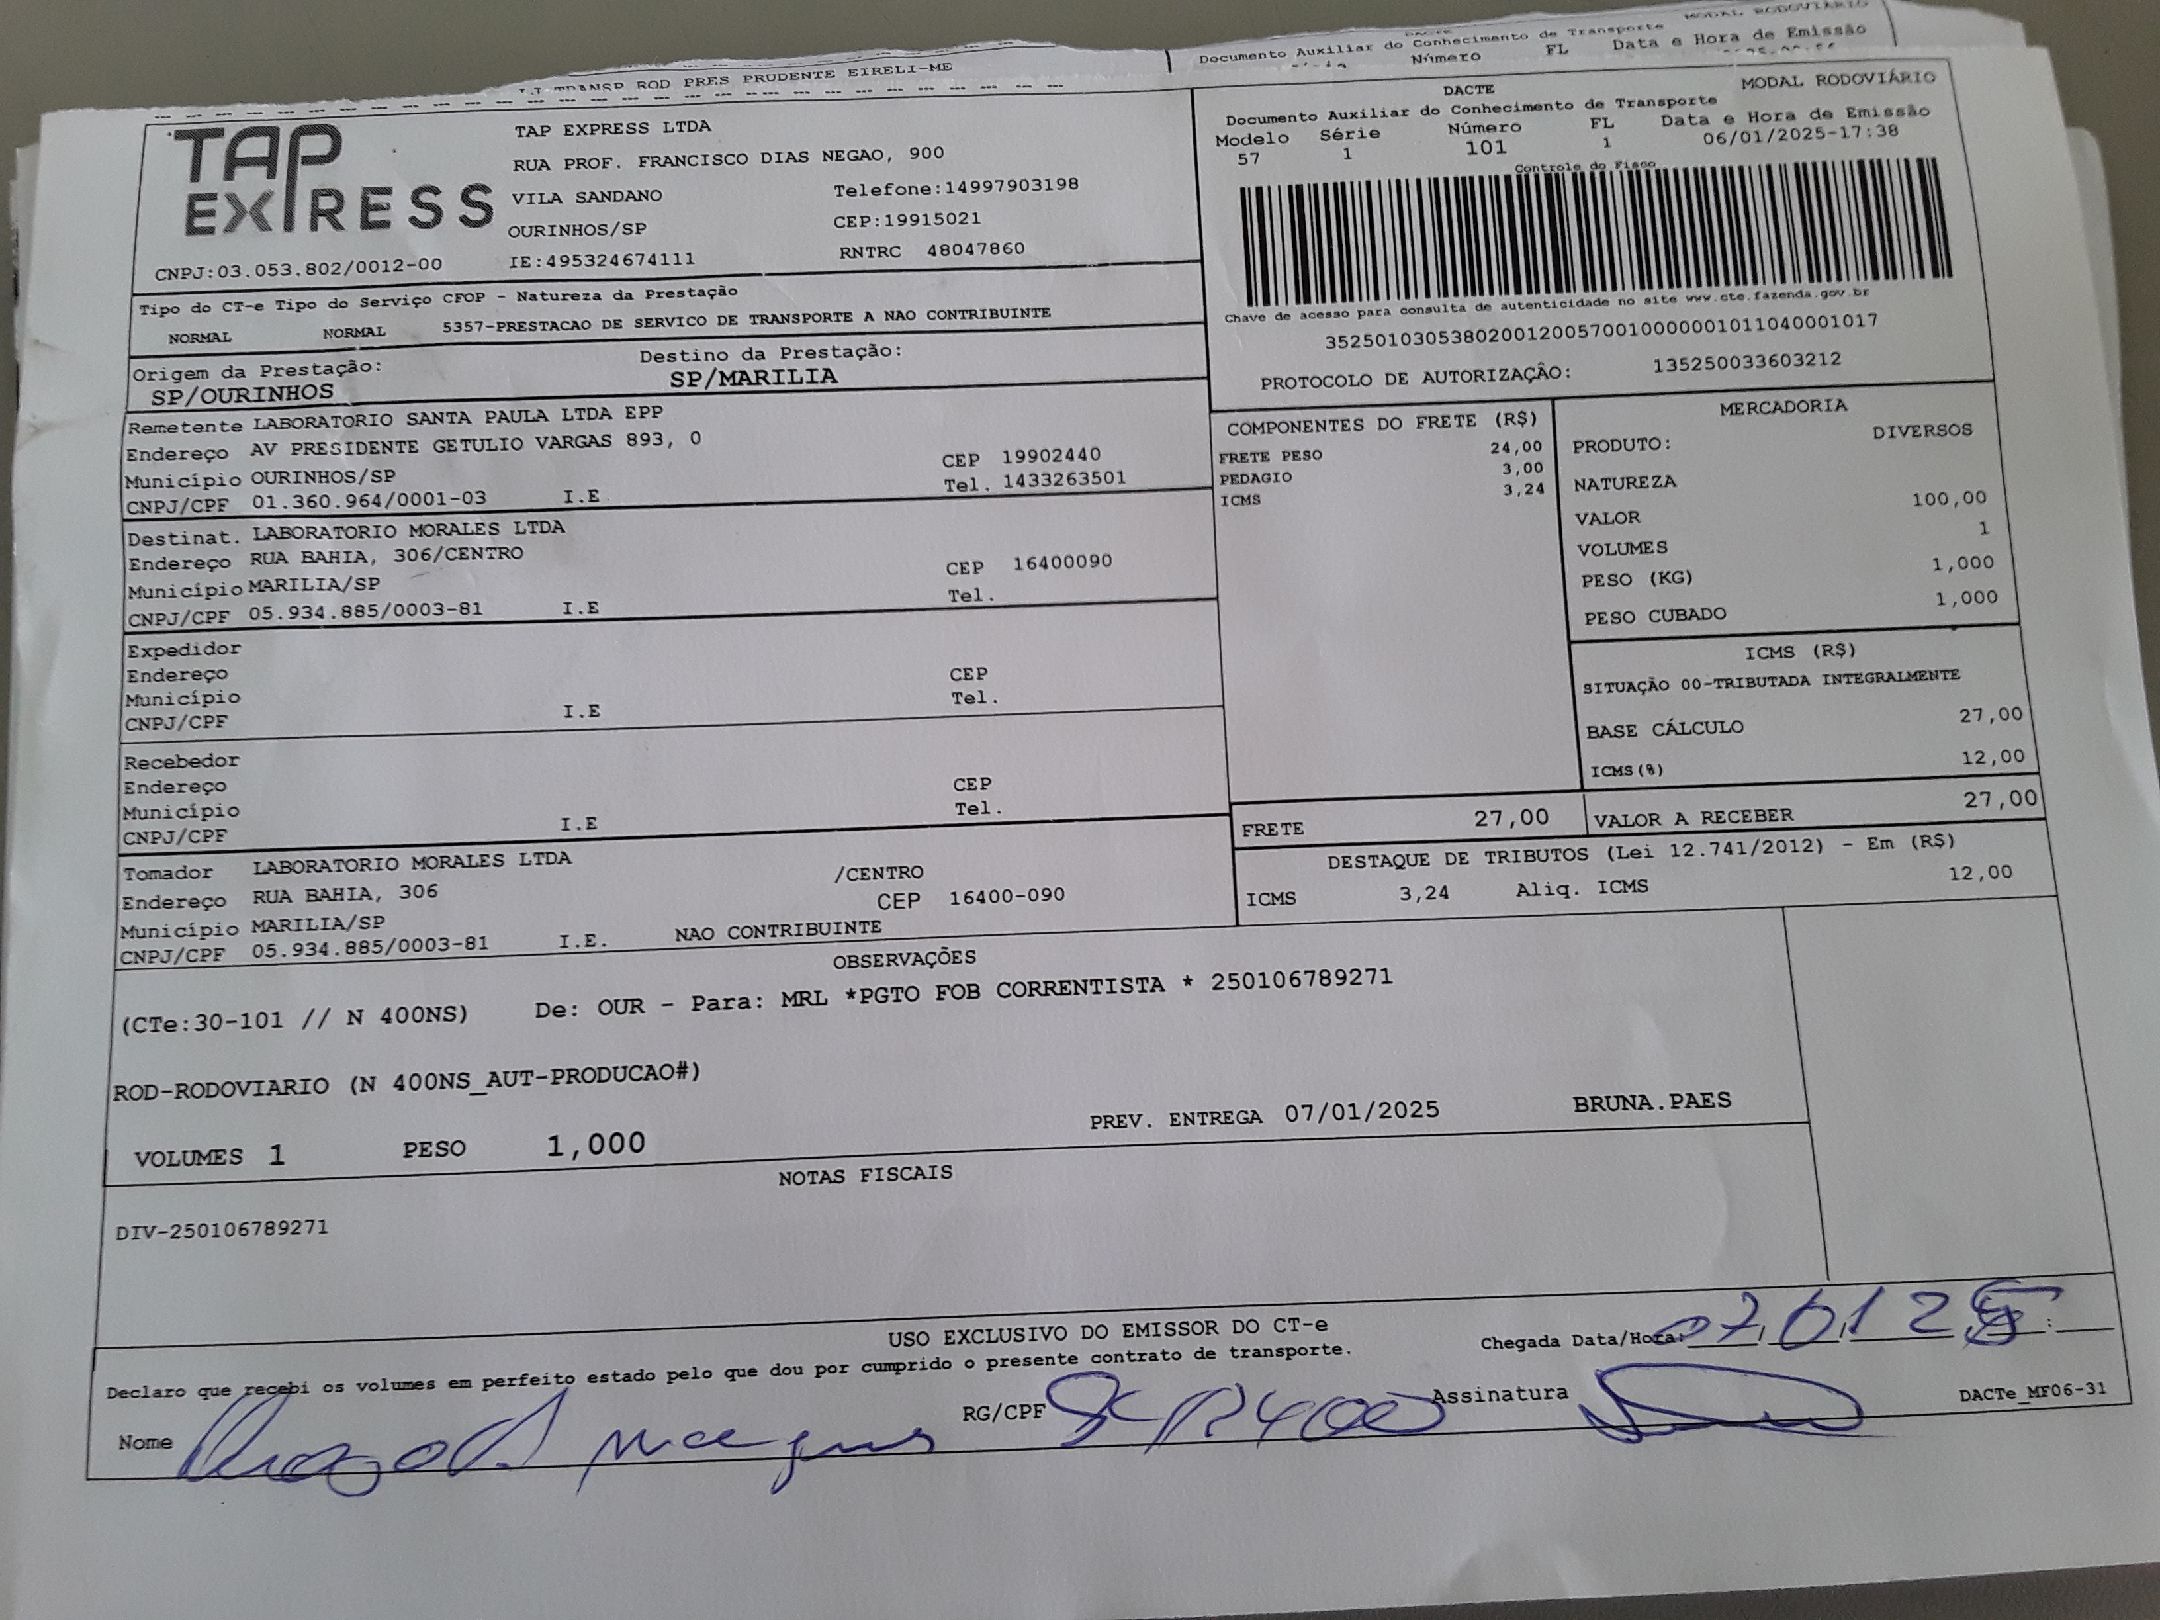 TRANSP ROD PRES PRUDENTE EIRELI-ME
Documento Auxiliar do Conhecimento de Transporte MODAL RODOVIÁRIO
Número FL Data e Hora de Emissão
TAP EXPRESS
TAP EXPRESS LTDA
RUA PROF. FRANCISCO DIAS NEGAO, 900
VILA SANDANO Telefone:14997903198
OURINHOS/SP CEP:19915021
CNPJ:03.053.802/0012-00 IE:495324674111 RNTRC 48047860
DACTE MODAL RODOVIÁRIO
Documento Auxiliar do Conhecimento de Transporte
Modelo Série Número FL Data e Hora de Emissão
57 1 101 1 06/01/2025-17:38
Controle do Fisco
Chave de acesso para consulta de autenticidade no site www.cte.fazenda.gov.br
35250103053802001200570010000001011040001017
PROTOCOLO DE AUTORIZAÇÂO: 135250033603212
Tipo do CT-e Tipo do Serviço CFOP - Natureza da Prestação
NORMAL NORMAL 5357-PRESTACAO DE SERVICO DE TRANSPORTE A NAO CONTRIBUINTE
Origem da Prestação: Destino da Prestação:
SP/OURINHOS SP/MARILIA
Remetente LABORATORIO SANTA PAULA LTDA EPP
Endereço AV PRESIDENTE GETULIO VARGAS 893, 0
Município OURINHOS/SP CEP 19902440
CNPJ/CPF 01.360.964/0001-03 I.E Tel. 1433263501
Destinat. LABORATORIO MORALES LTDA
Endereço RUA BAHIA, 306/CENTRO
Município MARILIA/SP CEP 16400090
CNPJ/CPF 05.934.885/0003-81 I.E Tel.
Expedidor
Endereço CEP
Município Tel.
CNPJ/CPF I.E
Recebedor
Endereço CEP
Município Tel.
CNPJ/CPF I.E
Tomador LABORATORIO MORALES LTDA
Endereço RUA BAHIA, 306 /CENTRO
Município MARILIA/SP CEP 16400-090
CNPJ/CPF 05.934.885/0003-81 I.E. NAO CONTRIBUINTE
COMPONENTES DO FRETE (R$)
FRETE PESO 24,00
PEDAGIO 3,00
ICMS 3,24
MERCADORIA
PRODUTO: DIVERSOS
NATUREZA
VALOR 100,00
VOLUMES 1
PESO (KG) 1,000
PESO CUBADO 1,000
ICMS (R$)
SITUAÇÃO 00-TRIBUTADA INTEGRALMENTE
BASE CÁLCULO 27,00
ICMS(%) 12,00
FRETE 27,00 VALOR A RECEBER 27,00
DESTAQUE DE TRIBUTOS (Lei 12.741/2012) - Em (R$)
ICMS 3,24 Aliq. ICMS 12,00
OBSERVAÇÕES
(CTe:30-101 // N 400NS) De: OUR - Para: MRL *PGTO FOB CORRENTISTA * 250106789271
ROD-RODOVIARIO (N 400NS_AUT-PRODUCAO#)
VOLUMES 1 PESO 1,000 PREV. ENTREGA 07/01/2025 BRUNA.PAES
NOTAS FISCAIS
DIV-250106789271
USO EXCLUSIVO DO EMISSOR DO CT-e
Chegada Data/Hora: 07/01/25 :
Declaro que recebi os volumes em perfeito estado pelo que dou por cumprido o presente contrato de transporte.
Nome RG/CPF Assinatura DACTe_MF06-31